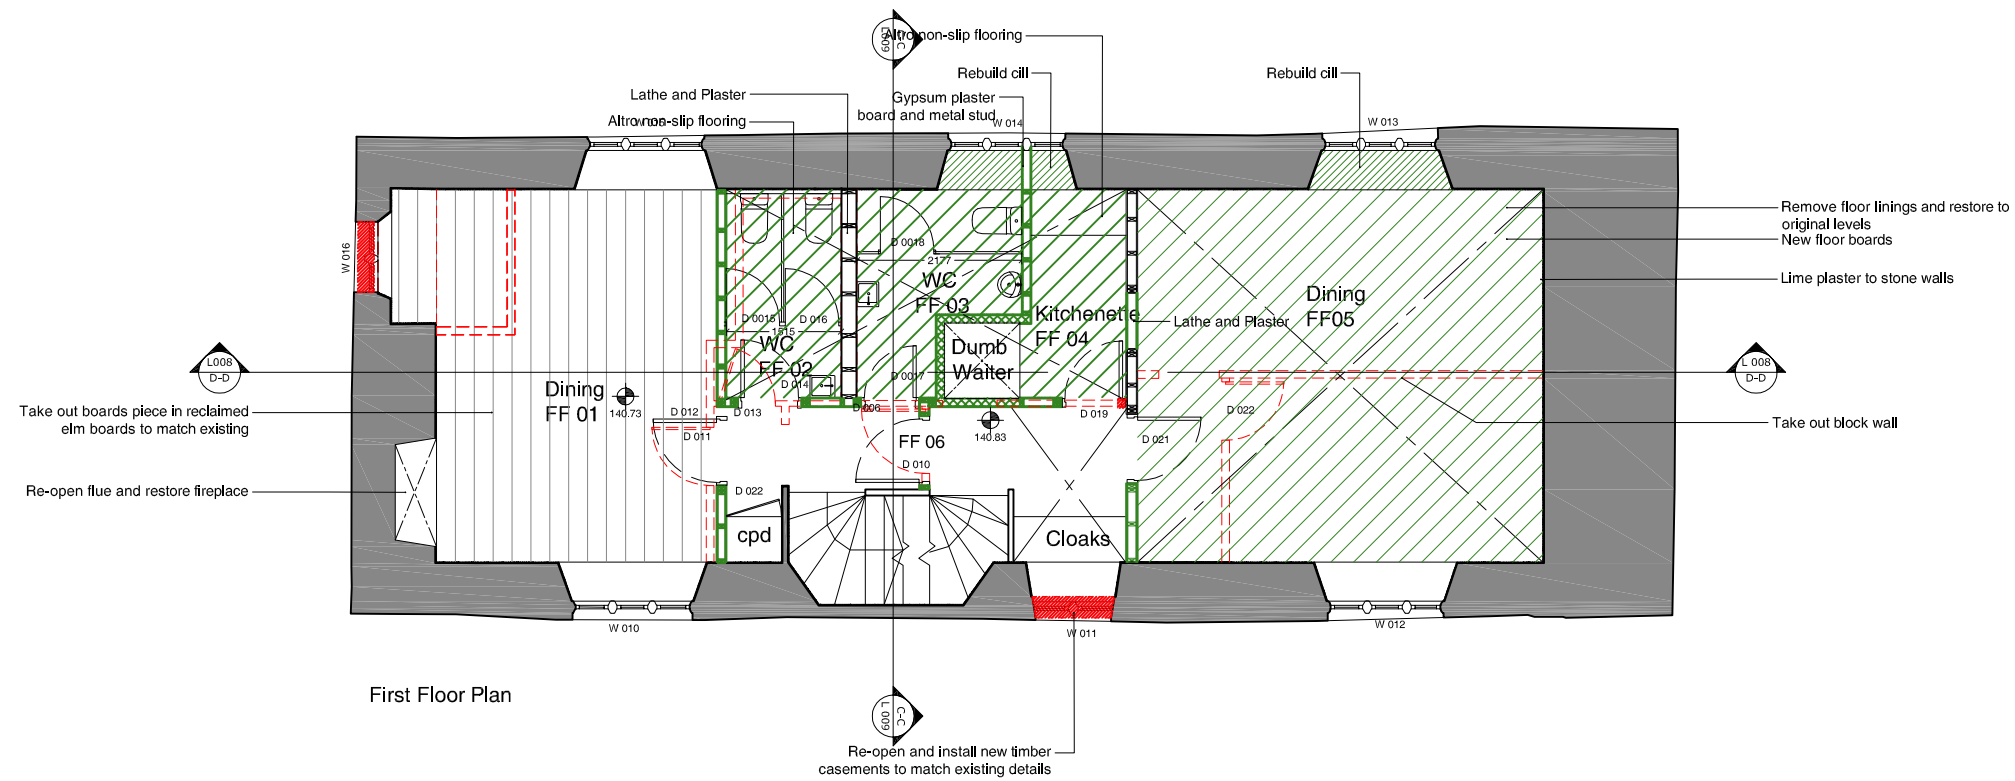 C-C
L009
Altro non-slip flooring
Rebuild cill
Rebuild cill
Lathe and Plaster
Gypsum plaster
board and metal stud
Altro non-slip flooring
W 014
W 013
W 016
Remove floor linings and restore to
original levels
New floor boards
Lime plaster to stone walls
D 0018
2177
WC
FF 03
Dining
FF05
Kitchenette
FF 04
Lathe and Plaster
D 0015
D 016
1515
WC
FF 02
D 014
D 0017
Dumb
Waiter
L008
D-D
L 008
D-D
Dining
FF 01
140.73
Take out boards piece in reclaimed
elm boards to match existing
D 012
D 013
D 011
D 006
D 019
D 022
Take out block wall
FF 06
140.83
D 021
D 010
Re-open flue and restore fireplace
D 022
cpd
X
Cloaks
W 010
W 011
W 012
First Floor Plan
C-C
L 009
Re-open and install new timber
casements to match existing details